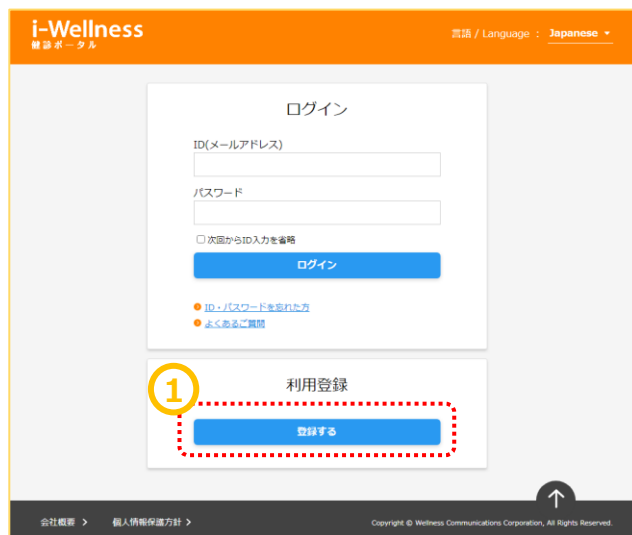 i-Wellness
健診ポータル
言語 / Language : Japanese
ログイン
ID(メールアドレス)
パスワード
次回からID入力を省略
ログイン
ID・パスワードを忘れた方
よくあるご質問
1
利用登録
登録する
会社概要 個人情報保護方針 Copyright © Wellness Communications Corporation, All Rights Reserved.